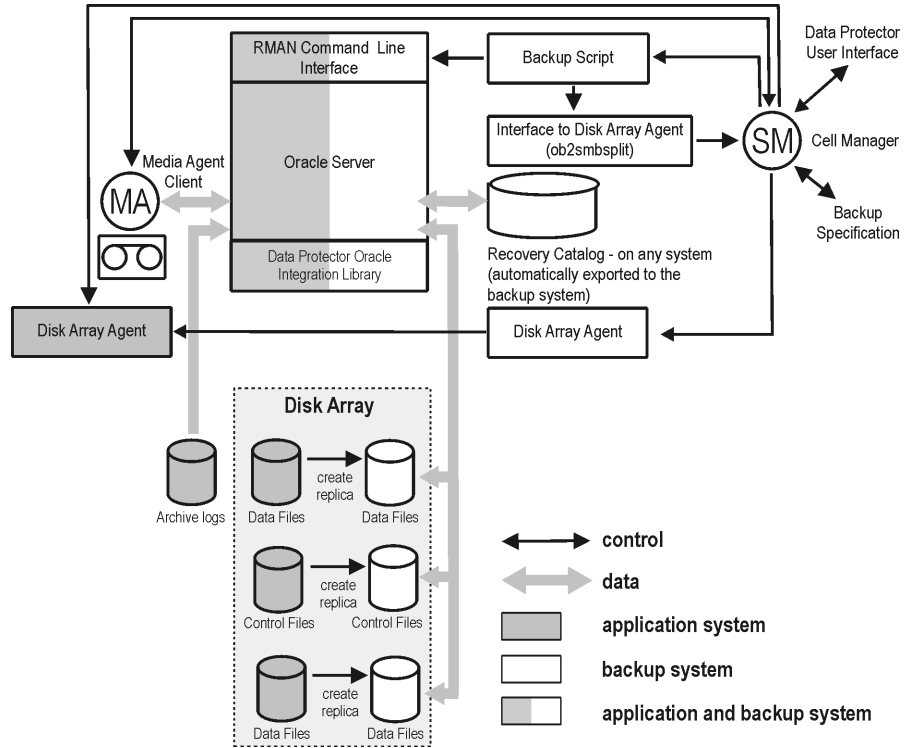 RMAN Command Line
Interface
Backup Script
Data Protector
User Interface
Interface to Disk Array Agent
(ob2smbsplit)
SM
Cell Manager
Media Agent
Client
MA
Oracle Server
Backup
Specification
Data Protector Oracle
Integration Library
Recovery Catalog - on any system
(automatically exported to the
backup system)
Disk Array Agent
Disk Array Agent
Disk Array
create
replica
Archive logs
Data Files
Data Files
create
replica
Control Files
Control Files
create
replica
Data Files
Data Files
control
data
application system
backup system
application and backup system